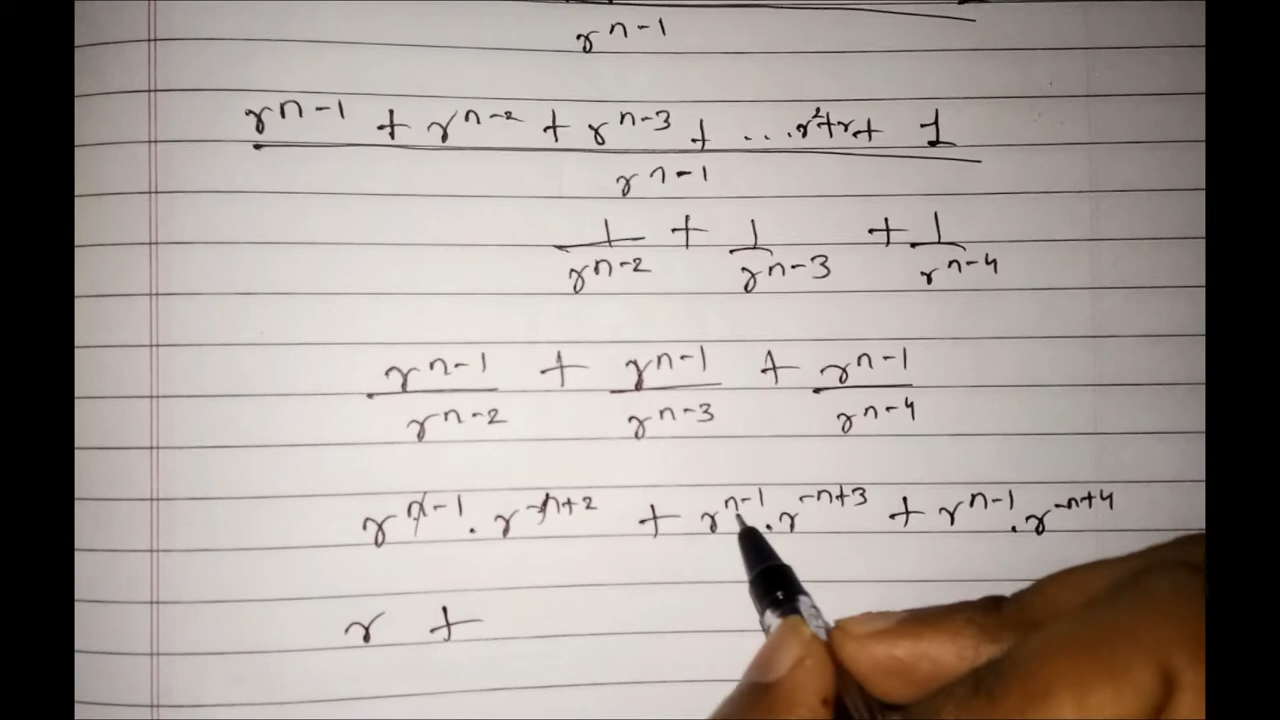 r^{n-1}
r^{n-1} + r^{n-2} + r^{n-3} + ... r^2 + r + 1
r^{n-1}
1/r^{n-2} + 1/r^{n-3} + 1/r^{n-4}
r^{n-1}/r^{n-2} + r^{n-1}/r^{n-3} + r^{n-1}/r^{n-4}
r^{n-1} . r^{-n+2} + r^{n-1} . r^{-n+3} + r^{n-1} . r^{-n+4}
r +